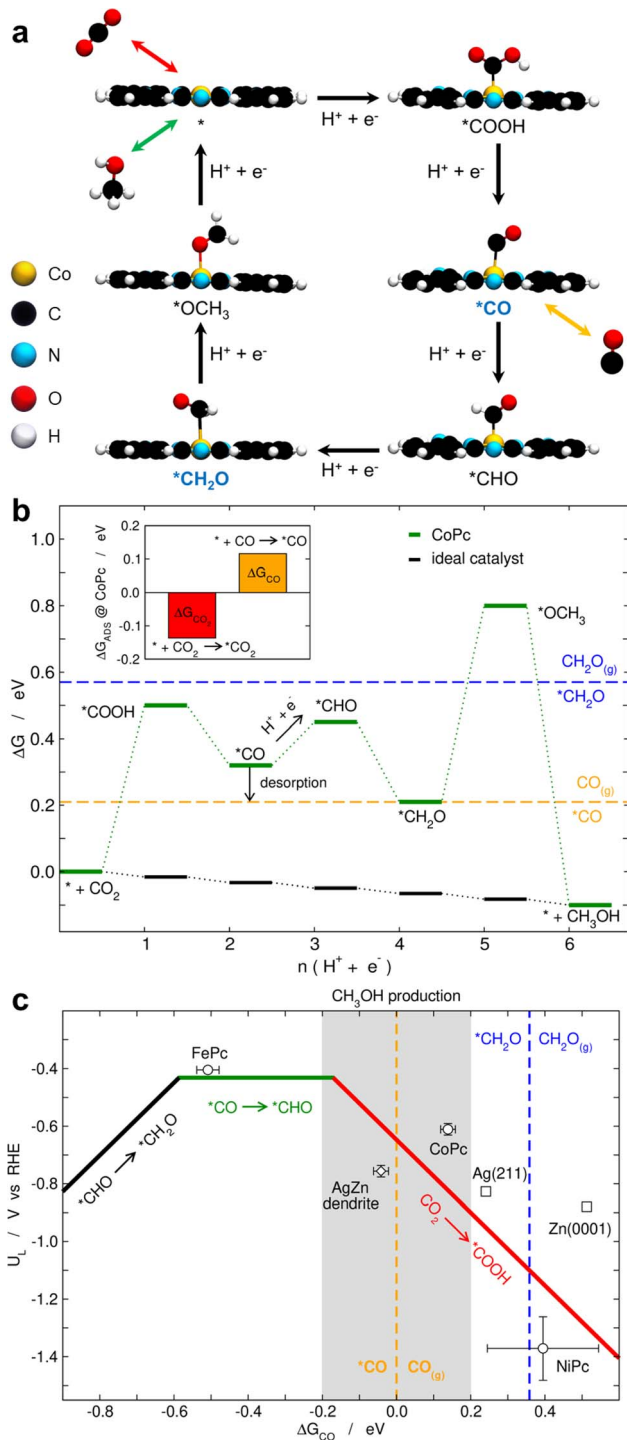 a
*
H⁺ + e⁻
*COOH
H⁺ + e⁻
H⁺ + e⁻
Co
C
N
O
H
*OCH₃
*CO
H⁺ + e⁻
H⁺ + e⁻
*CH₂O
H⁺ + e⁻
*CHO
b
ΔG / eV
1.0
0.8
0.6
0.4
0.2
0.0
ΔG_ADS @ CoPc / eV
0.2
0.1
0.0
-0.1
-0.2
* + CO → *CO
ΔG_CO
ΔG_CO₂
* + CO₂ → *CO₂
CoPc
ideal catalyst
*OCH₃
CH₂O(g)
*CH₂O
*COOH
H⁺ + e⁻
*CHO
*CO
desorption
CO(g)
*CO
*CH₂O
* + CO₂
* + CH₃OH
1 2 3 4 5 6
n ( H⁺ + e⁻ )
c
CH₃OH production
U_L / V vs RHE
-0.4
-0.6
-0.8
-1.0
-1.2
-1.4
*CH₂O CH₂O(g)
FePc
*CO → *CHO
*CHO → *CH₂O
CoPc
AgZn
dendrite
Ag(211)
Zn(0001)
CO₂ → *COOH
*CO CO(g)
NiPc
-0.8 -0.6 -0.4 -0.2 0.0 0.2 0.4
ΔG_CO / eV